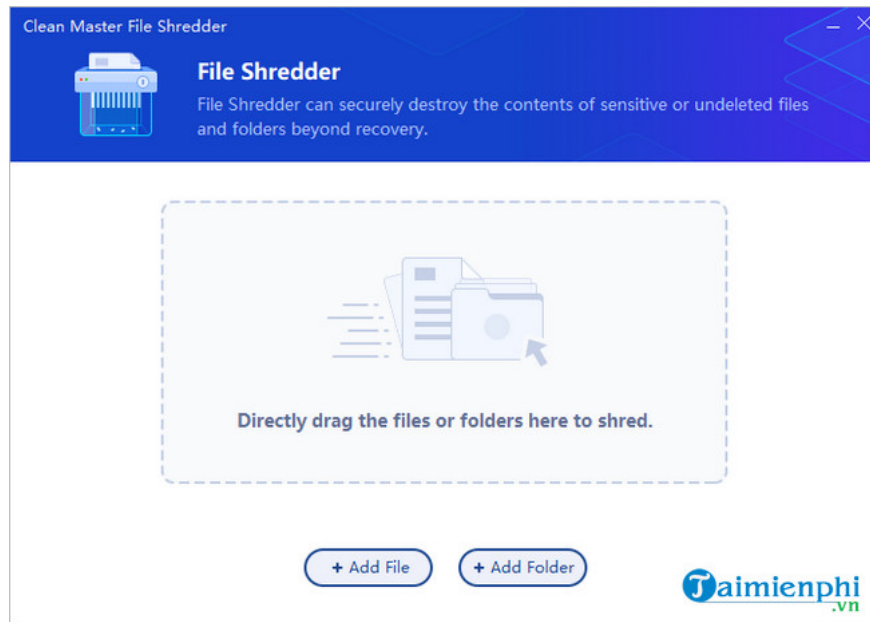 Clean Master File Shredder
File Shredder
File Shredder can securely destroy the contents of sensitive or undeleted files
and folders beyond recovery.
Directly drag the files or folders here to shred.
+ Add File
+ Add Folder
Taimienphi
.vn